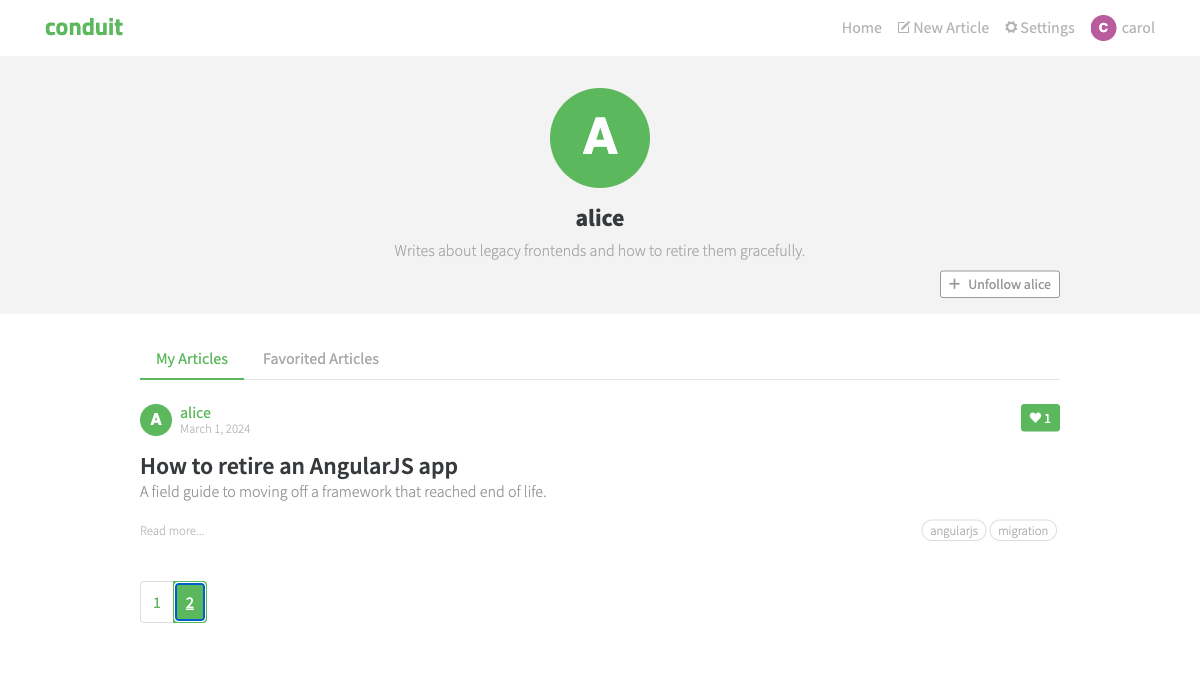 conduit
Home New Article Settings C carol
A
alice
Writes about legacy frontends and how to retire them gracefully.
Unfollow alice
My Articles Favorited Articles
A alice
March 1, 2024
1
How to retire an AngularJS app
A field guide to moving off a framework that reached end of life.
Read more... angularjs migration
1 2